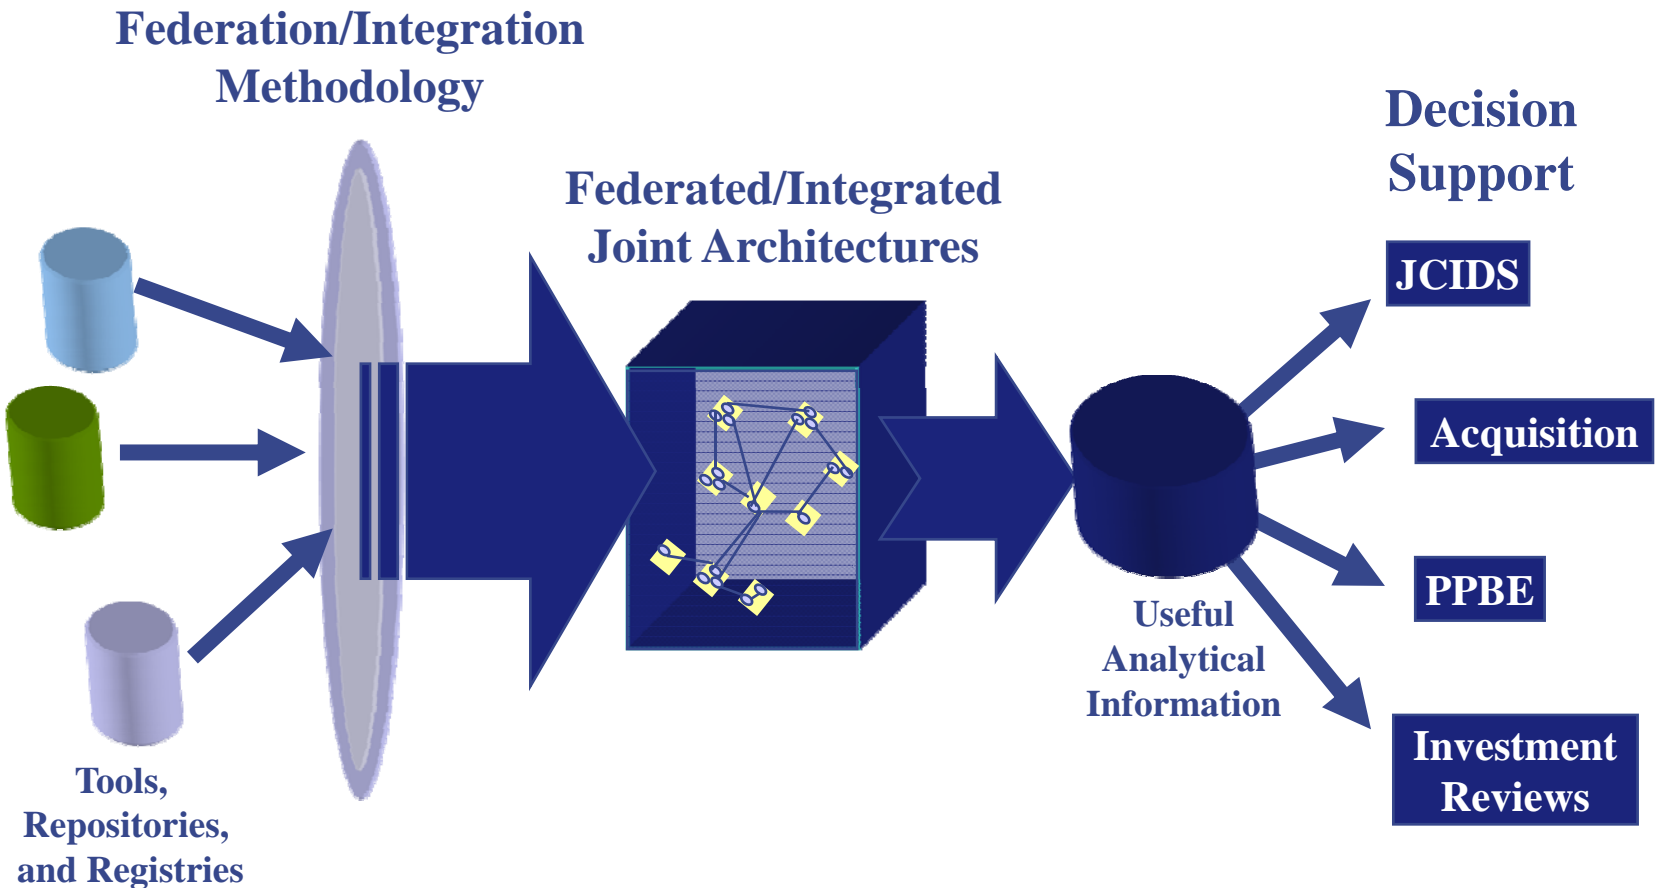 Federation/Integration
Methodology
Federated/Integrated
Joint Architectures
Decision
Support
JCIDS
Acquisition
PPBE
Investment
Reviews
Useful
Analytical
Information
Tools,
Repositories,
and Registries